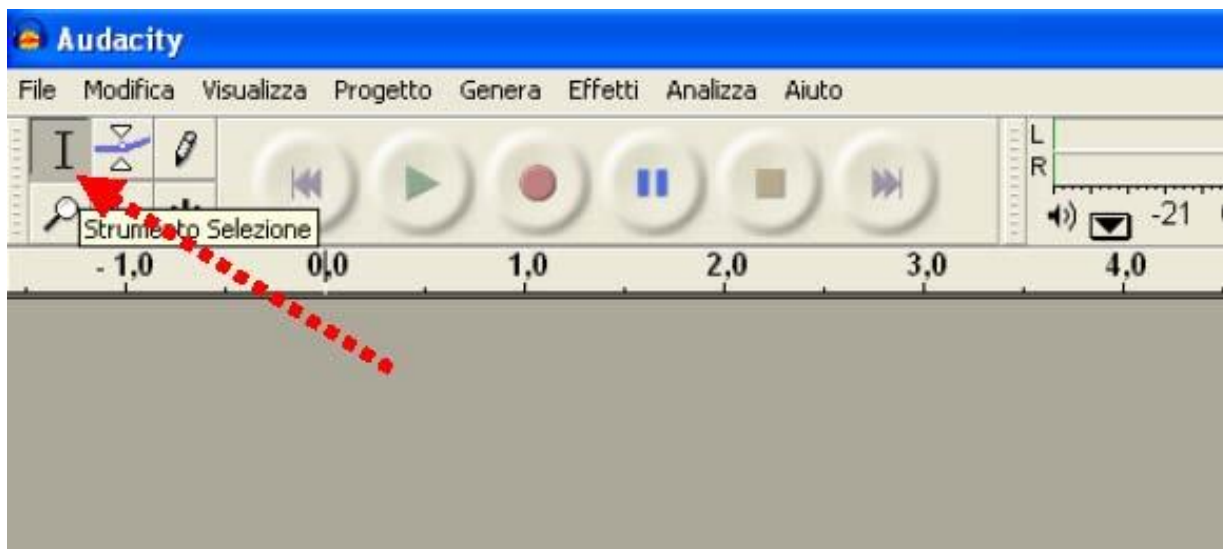 Audacity
File Modifica Visualizza Progetto Genera Effetti Analizza Aiuto
L
R
-21
Strumento Selezione
- 1,0 0,0 1,0 2,0 3,0 4,0